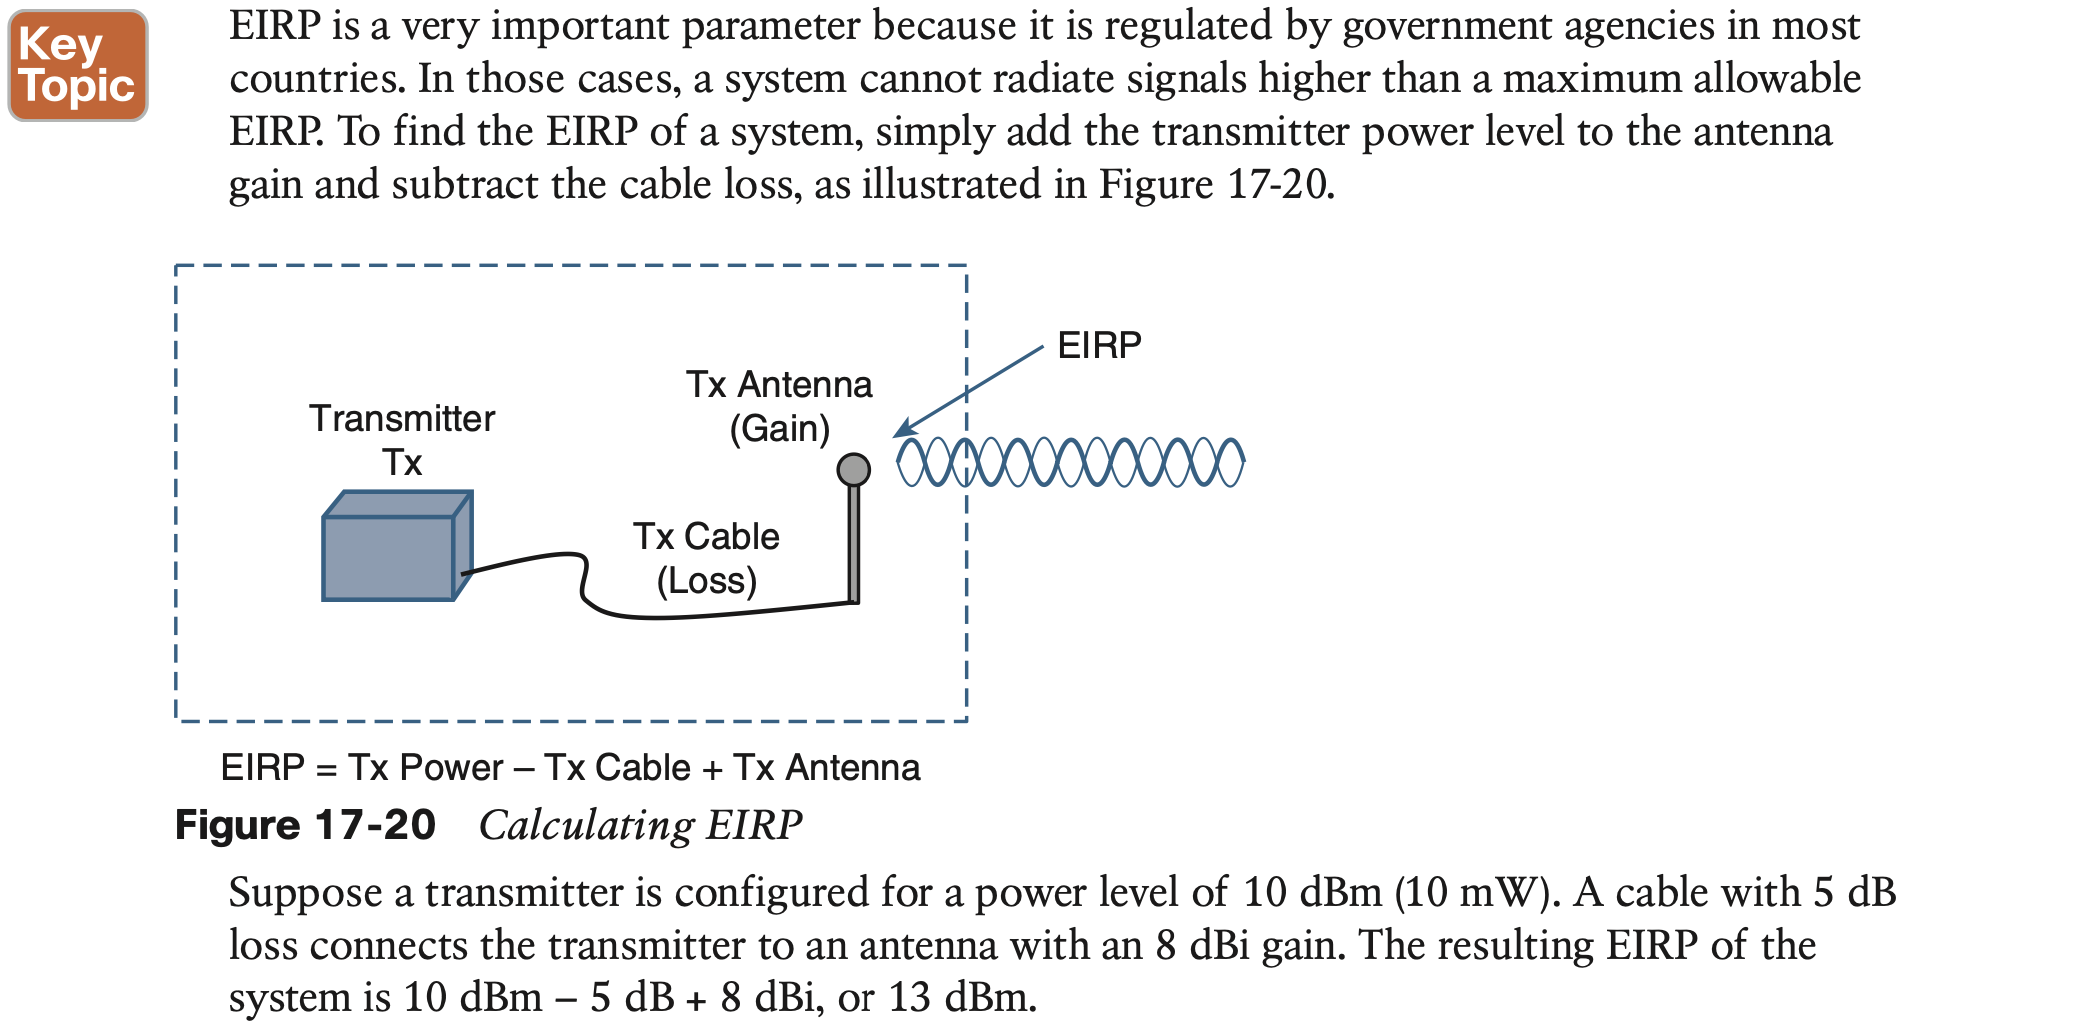 Key
Topic
EIRP is a very important parameter because it is regulated by government agencies in most
countries. In those cases, a system cannot radiate signals higher than a maximum allowable
EIRP. To find the EIRP of a system, simply add the transmitter power level to the antenna
gain and subtract the cable loss, as illustrated in Figure 17-20.
EIRP
Tx Antenna
(Gain)
Transmitter
Tx
Tx Cable
(Loss)
EIRP = Tx Power – Tx Cable + Tx Antenna
Figure 17-20 Calculating EIRP
Suppose a transmitter is configured for a power level of 10 dBm (10 mW). A cable with 5 dB
loss connects the transmitter to an antenna with an 8 dBi gain. The resulting EIRP of the
system is 10 dBm – 5 dB + 8 dBi, or 13 dBm.